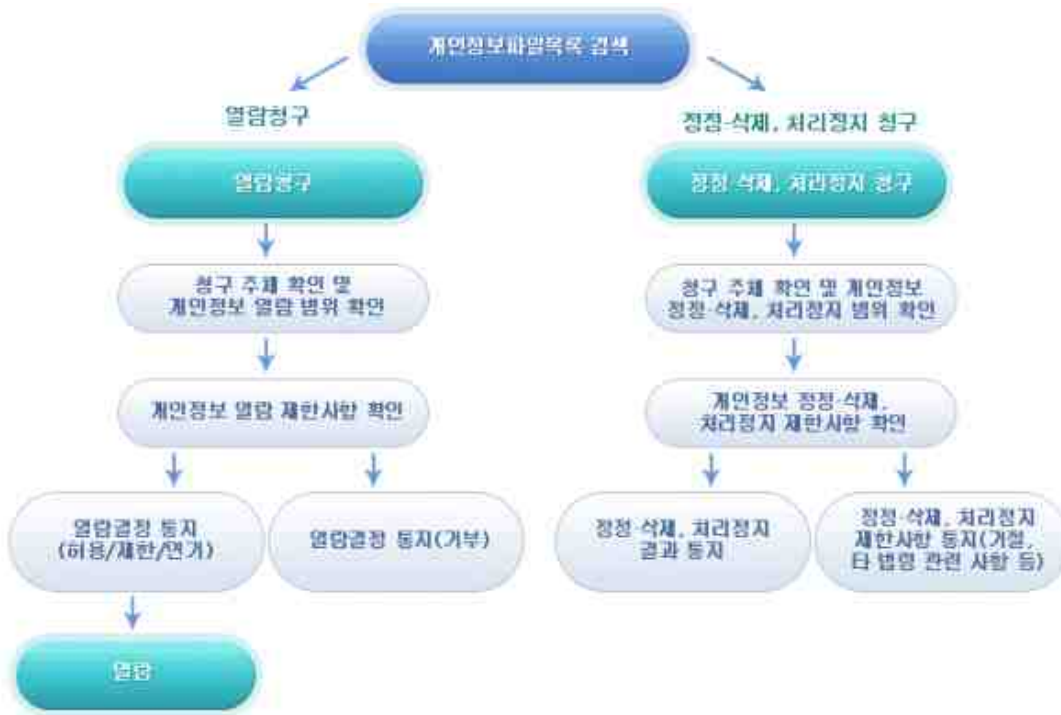 개인정보파일목록 검색
열람청구
정정·삭제, 처리정지 청구
열람청구
정정·삭제, 처리정지 청구
청구 주체 확인 및
개인정보 열람 범위 확인
청구 주체 확인 및 개인정보
정정·삭제, 처리정지 범위 확인
개인정보 열람 제한사항 확인
개인정보 정정·삭제,
처리정지 제한사항 확인
열람결정 통지
(허용/제한/연기)
열람결정 통지(거부)
정정·삭제, 처리정지
결과 통지
정정·삭제, 처리정지
제한사항 통지(거절,
타 법령 관련 사항 등)
열람